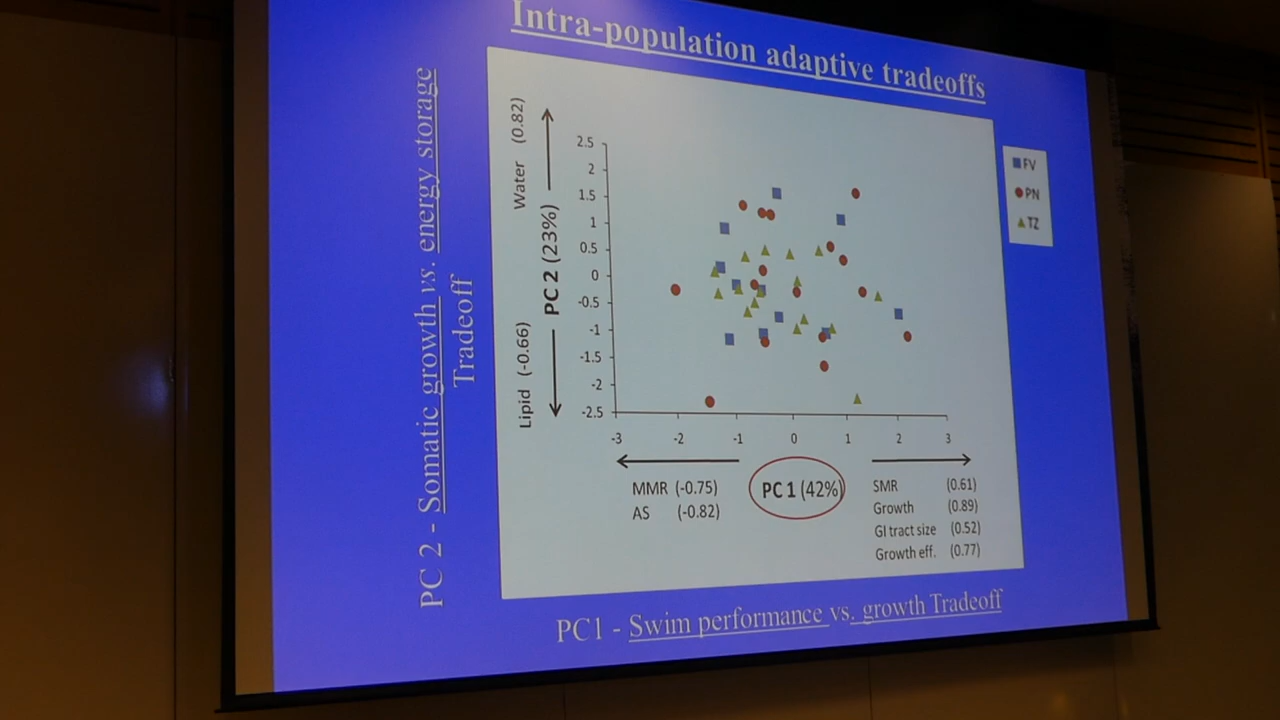 Intra-population adaptive tradeoffs
PC 2 - Somatic growth vs. energy storage
Tradeoff
Lipid (-0.66)
Water (0.82)
PC 2 (23%)
2.5
2
1.5
1
0.5
0
-0.5
-1
-1.5
-2
-2.5
-3 -2 -1 0 1 2 3
FV
PN
TZ
MMR (-0.75)
AS (-0.82)
PC 1 (42%)
SMR (0.61)
Growth (0.89)
GI tract size (0.52)
Growth eff. (0.77)
PC1 - Swim performance vs. growth Tradeoff